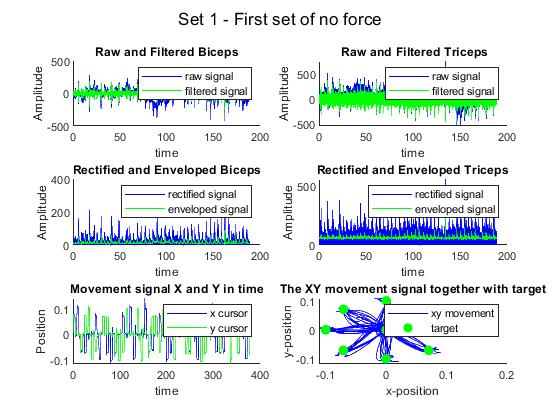 Set 1 - First set of no force
Raw and Filtered Biceps
Amplitude
500
0
-500
raw signal
filtered signal
0 50 100 150 200
time
Raw and Filtered Triceps
Amplitude
500
0
-500
raw signal
filtered signal
0 50 100 150 200
time
Rectified and Enveloped Biceps
Amplitude
400
200
0
rectified signal
enveloped signal
0 50 100 150 200
time
Rectified and Enveloped Triceps
Amplitude
500
0
rectified signal
enveloped signal
0 50 100 150 200
time
Movement signal X and Y in time
Position
0.1
0
-0.1
x cursor
y cursor
0 100 200 300 400
time
The XY movement signal together with target
y-position
0.1
0
-0.1
xy movement
target
-0.1 0 0.1 0.2
x-position